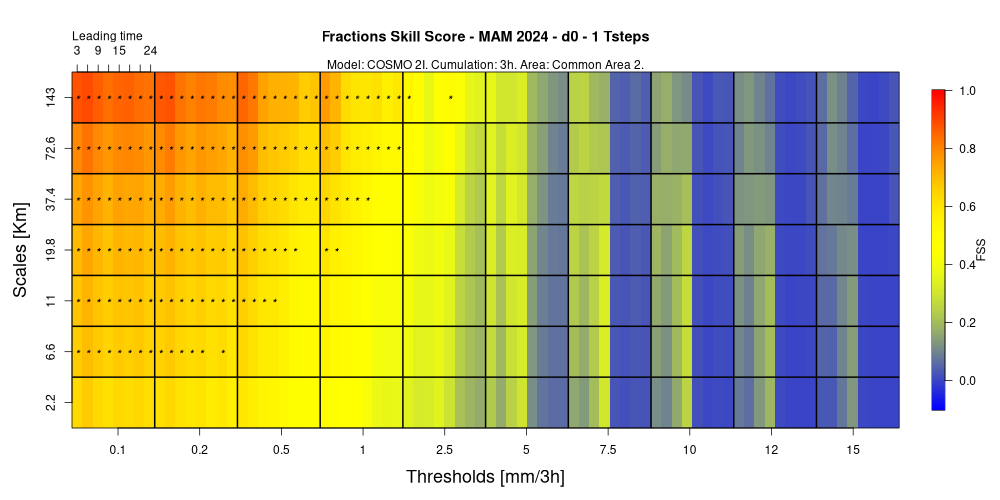 Fractions Skill Score - MAM 2024 - d0 - 1 Tsteps
Model: COSMO 2I. Cumulation: 3h. Area: Common Area 2.
Leading time
3 9 15 24
143
72.6
37.4
19.8
11
6.6
2.2
Scales [Km]
0.1 0.2 0.5 1 2.5 5 7.5 10 12 15
Thresholds [mm/3h]
1.0
0.8
0.6
0.4
0.2
0.0
FSS